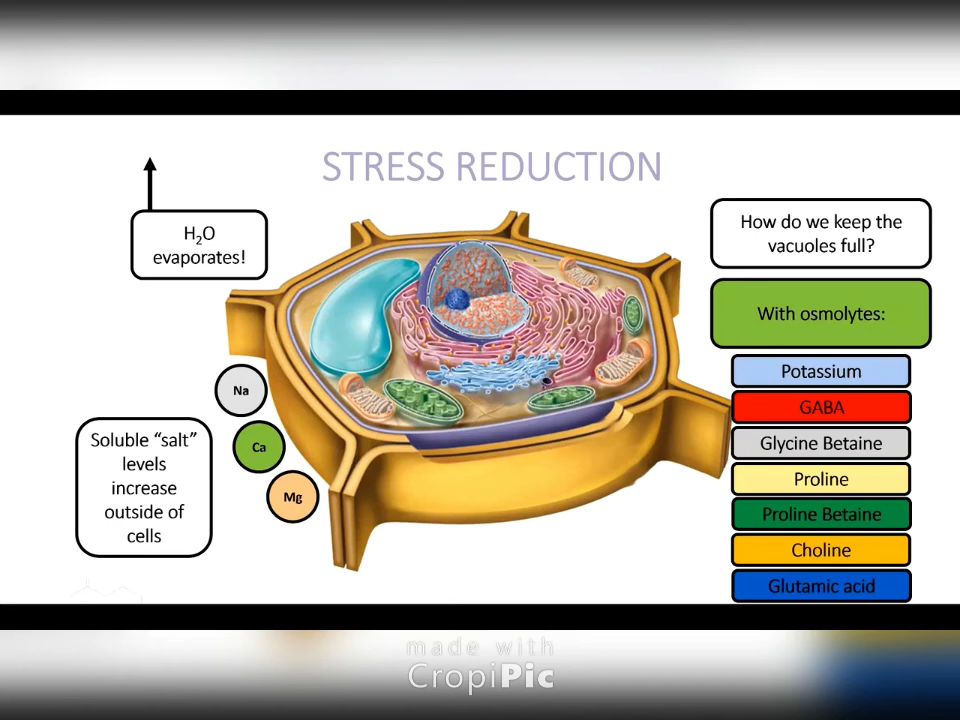 STRESS REDUCTION
H₂O
evaporates!
How do we keep the
vacuoles full?
With osmolytes:
Potassium
GABA
Glycine Betaine
Proline
Proline Betaine
Choline
Glutamic acid
Na
Ca
Mg
Soluble “salt”
levels
increase
outside of
cells
made with
CropiPic